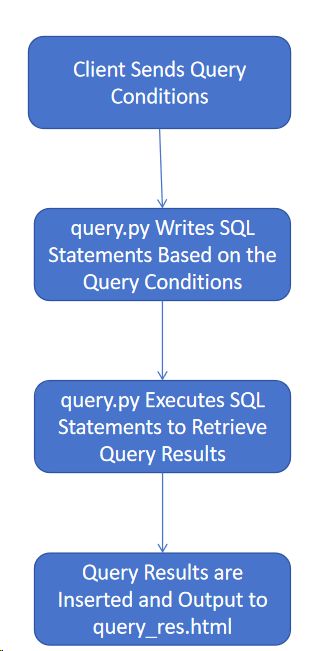 Client Sends Query
Conditions
query.py Writes SQL
Statements Based on the
Query Conditions
query.py Executes SQL
Statements to Retrieve
Query Results
Query Results are
Inserted and Output to
query_res.html